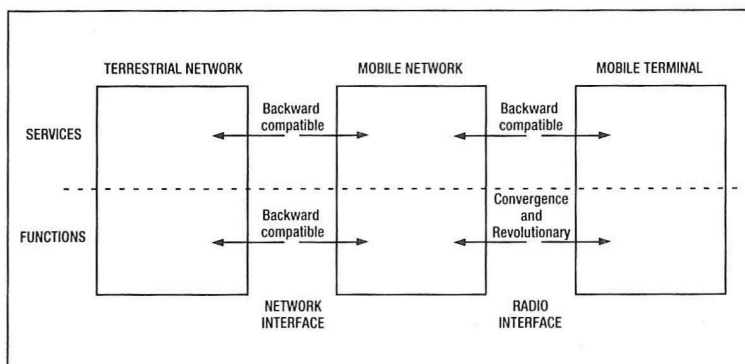 TERRESTRIAL NETWORK
MOBILE NETWORK
MOBILE TERMINAL
SERVICES
Backward
compatible
Backward
compatible
FUNCTIONS
Backward
compatible
Convergence
and
Revolutionary
NETWORK
INTERFACE
RADIO
INTERFACE